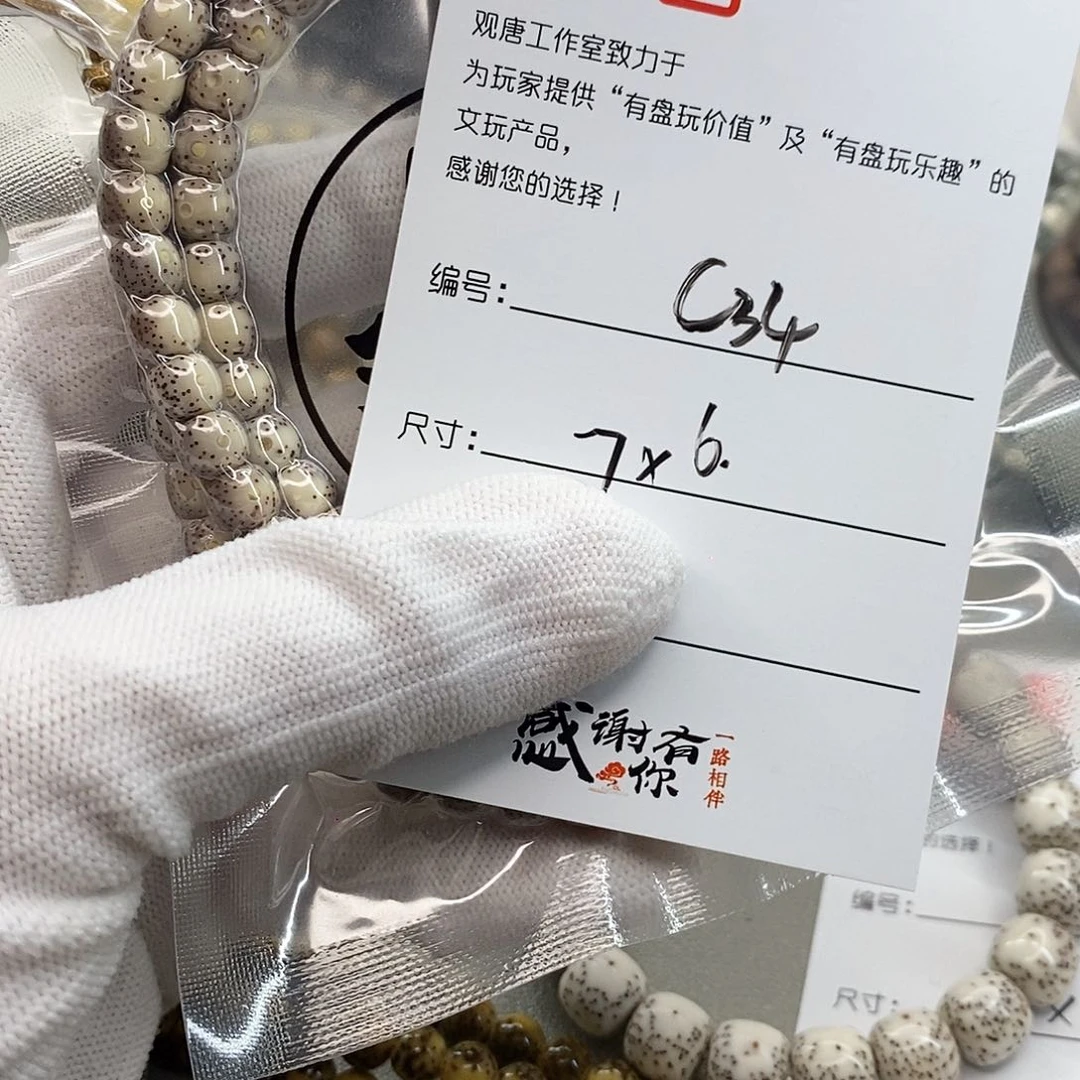 观唐工作室致力于
为玩家提供“有盘玩价值”及“有盘玩乐趣”的
文玩产品，
感谢您的选择！
编号: C34
尺寸: 7x6.
感谢有你
一路相伴
选择！
编号:
尺寸: x